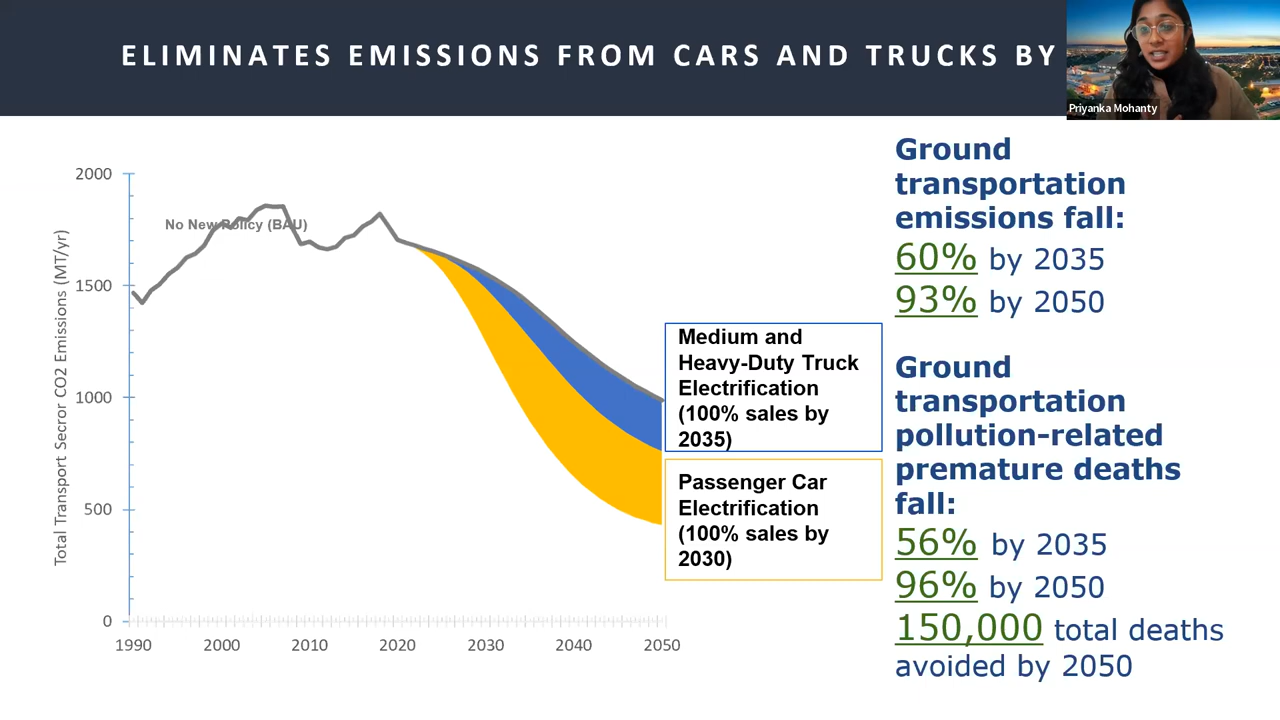 ELIMINATES EMISSIONS FROM CARS AND TRUCKS BY
Priyanka Mohanty
Total Transport Secror CO2 Emissions (MT/yr)
2000
1500
1000
500
0
1990
2000
2010
2020
2030
2040
2050
No New Policy (BAU)
Medium and
Heavy-Duty Truck
Electrification
(100% sales by
2035)
Passenger Car
Electrification
(100% sales by
2030)
Ground
transportation
emissions fall:
60% by 2035
93% by 2050
Ground
transportation
pollution-related
premature deaths
fall:
56% by 2035
96% by 2050
150,000 total deaths
avoided by 2050